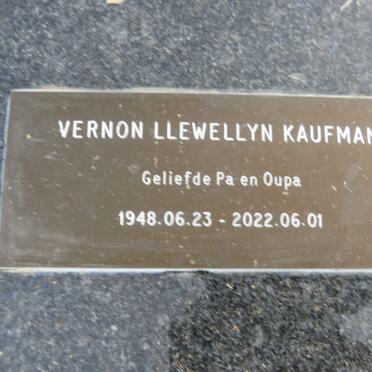 VERNON LLEWELLYN KAUFMAN
Geliefde Pa en Oupa
1948.06.23 - 2022.06.01